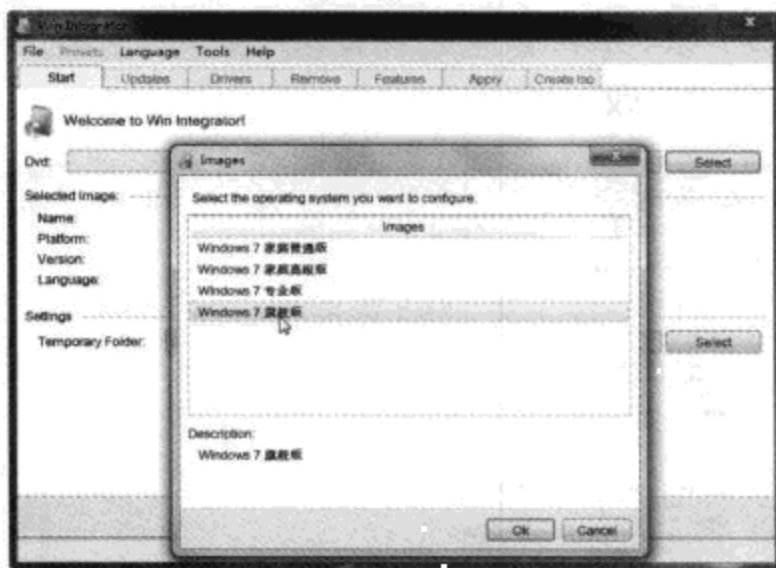 Win Integrator
File Presets Language Tools Help
Start Updates Drivers Remove Features Apply Create Iso
Welcome to Win Integrator!
Dvd: Select
Selected Image:
Name:
Platform:
Version:
Language:
Settings
Temporary Folder: Select
Images
Select the operating system you want to configure.
Images
Windows 7 家庭普通版
Windows 7 家庭高级版
Windows 7 专业版
Windows 7 旗舰版
Description:
Windows 7 旗舰版
Ok Cancel